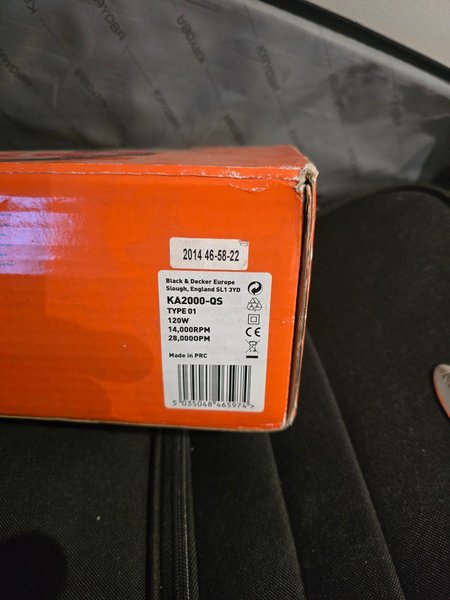 2014 46-58-22
Black & Decker Europe
Slough, England SL1 3YD
KA2000-QS
TYPE 01
120W
14,000RPM
28,000OPM
CE
Made in PRC
5 035048 465974 >